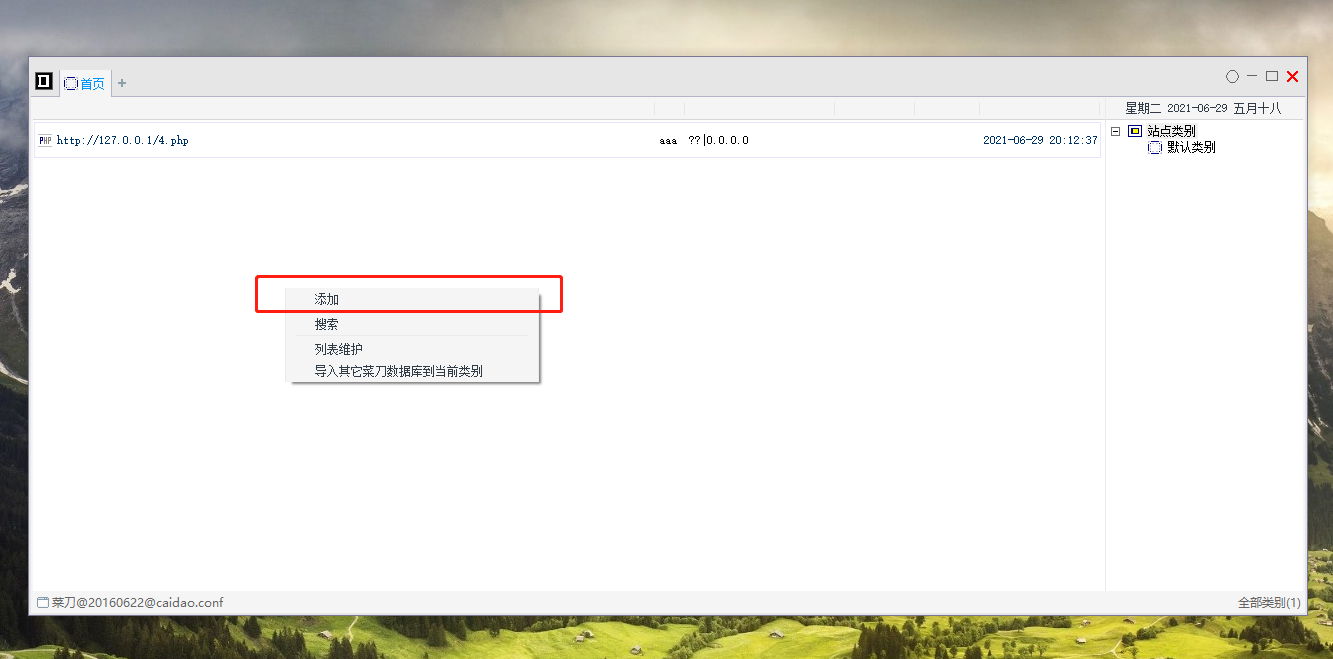 首页 +
星期二 2021-06-29 五月十八
PHP http://127.0.0.1/4.php aaa ??|0.0.0.0 2021-06-29 20:12:37
站点类别
默认类别
添加
搜索
列表维护
导入其它菜刀数据库到当前类别
菜刀@20160622@caidao.conf 全部类别(1)